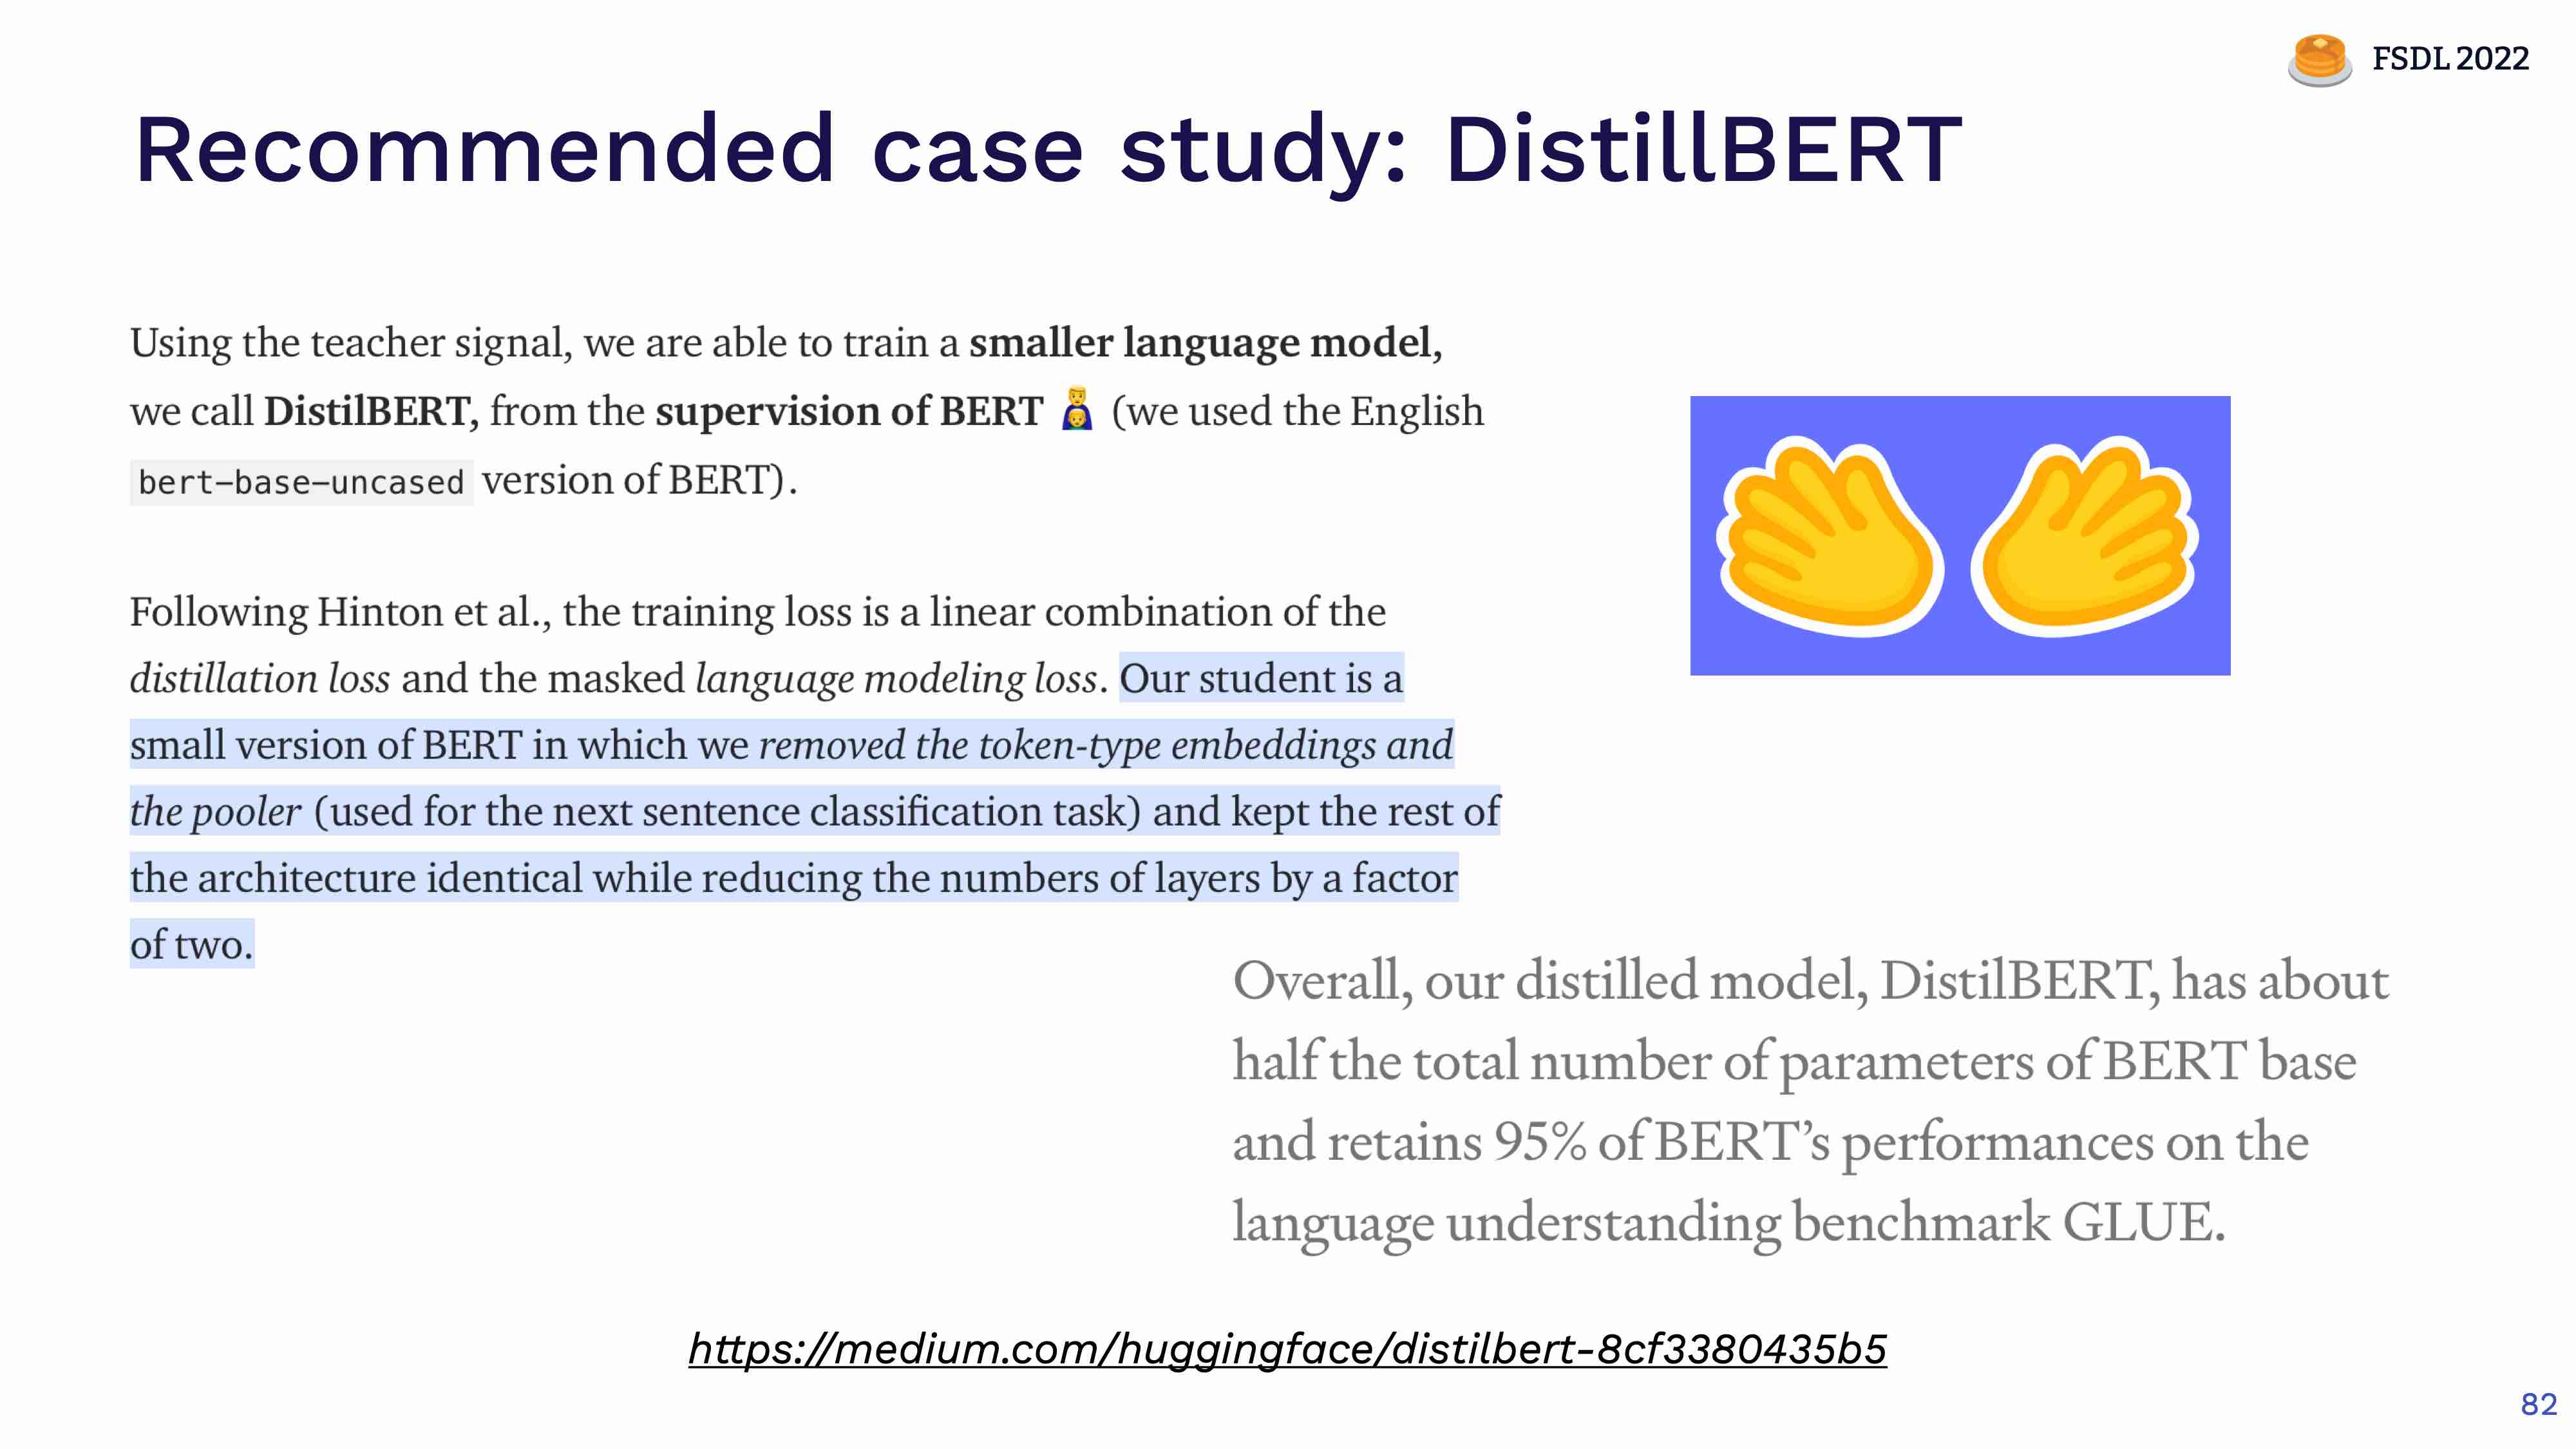 FSDL 2022
Recommended case study: DistillBERT
Using the teacher signal, we are able to train a smaller language model,
we call DistilBERT, from the supervision of BERT (we used the English
bert-base-uncased version of BERT).
Following Hinton et al., the training loss is a linear combination of the
distillation loss and the masked language modeling loss. Our student is a
small version of BERT in which we removed the token-type embeddings and
the pooler (used for the next sentence classification task) and kept the rest of
the architecture identical while reducing the numbers of layers by a factor
of two.
Overall, our distilled model, DistilBERT, has about
half the total number of parameters of BERT base
and retains 95% of BERT’s performances on the
language understanding benchmark GLUE.
https://medium.com/huggingface/distilbert-8cf3380435b5
82